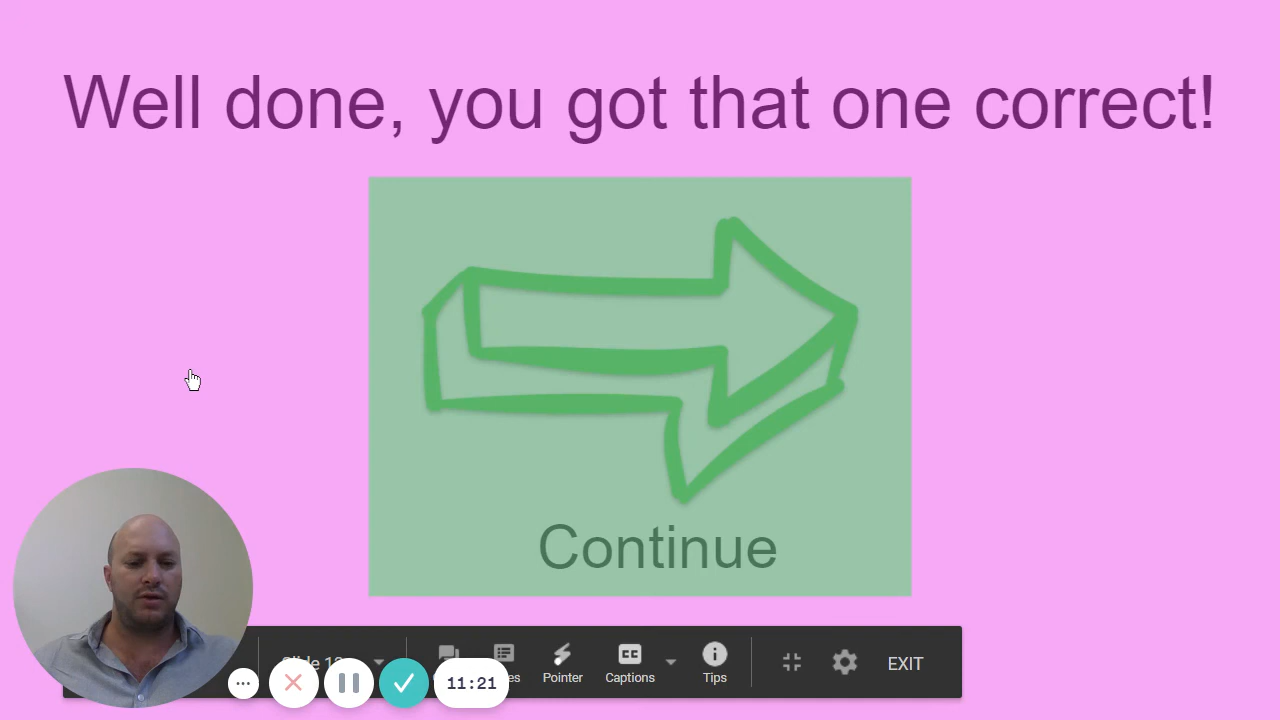 Well done, you got that one correct!
Continue
Pointer
Captions
Tips
EXIT
11:21